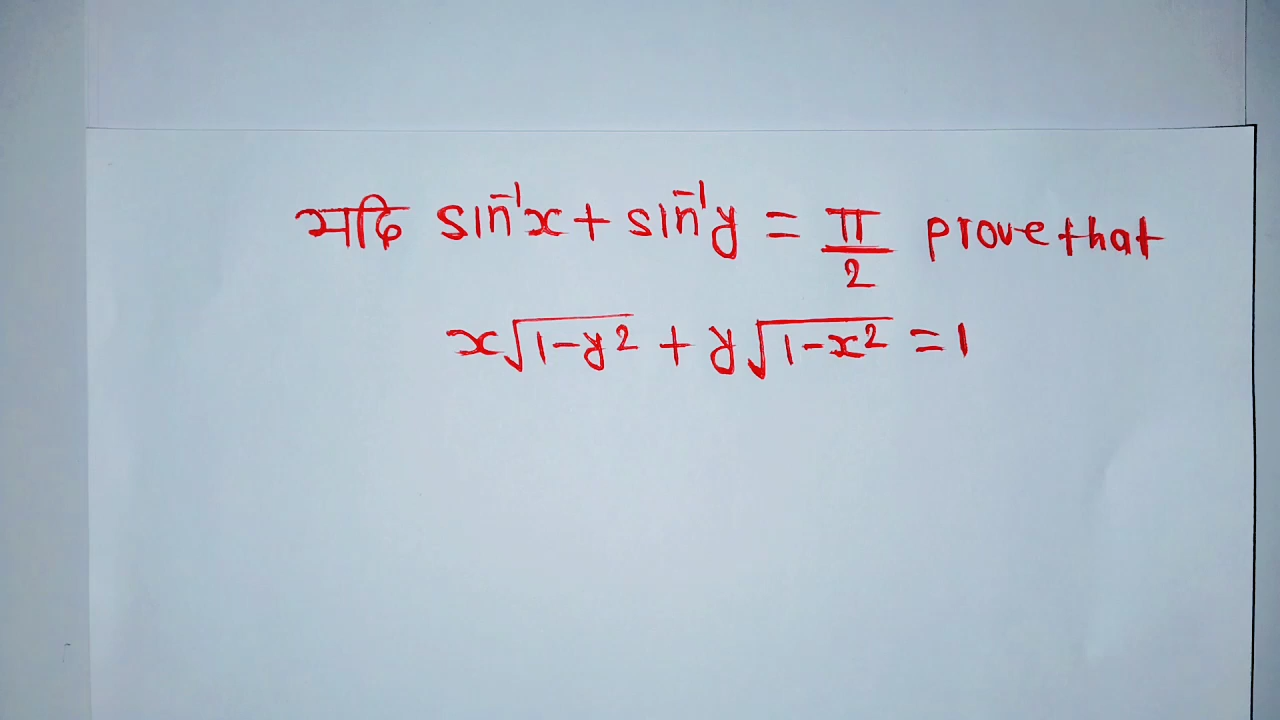 यदि sin⁻¹x + sin⁻¹y = π/2 prove that
x√(1-y²) + y√(1-x²) = 1